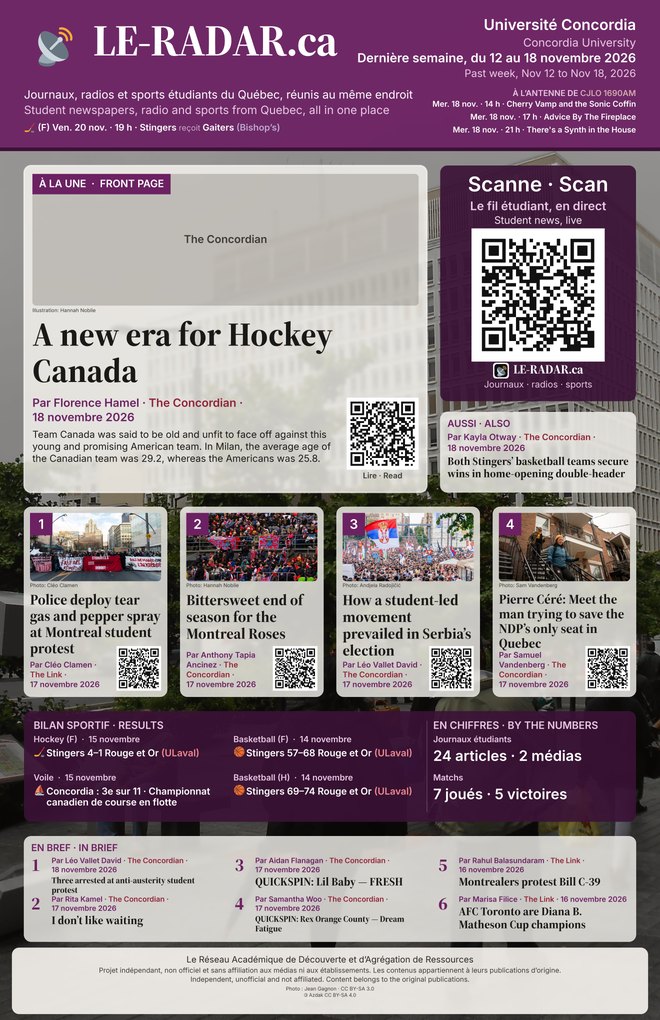 LE-RADAR.ca
Université Concordia
Concordia University
Dernière semaine, du 12 au 18 novembre 2026
Past week, Nov 12 to Nov 18, 2026
Journaux, radios et sports étudiants du Québec, réunis au même endroit
Student newspapers, radio and sports from Quebec, all in one place
(F) Ven. 20 nov. · 19 h · Stingers reçoit Gaiters (Bishop's)
À L'ANTENNE DE CJLO 1690AM
Mer. 18 nov. · 14 h · Cherry Vamp and the Sonic Coffin
Mer. 18 nov. · 17 h · Advice By The Fireplace
Mer. 18 nov. · 21 h · There's a Synth in the House
À LA UNE · FRONT PAGE
The Concordian
Illustration: Hannah Nobile
A new era for Hockey
Canada
Par Florence Hamel · The Concordian ·
18 novembre 2026
Team Canada was said to be old and unfit to face off against this
young and promising American team. In Milan, the average age of
the Canadian team was 29.2, whereas the Americans was 25.8.
Lire · Read
Scanne · Scan
Le fil étudiant, en direct
Student news, live
LE-RADAR.ca
Journaux · radios · sports
AUSSI · ALSO
Par Kayla Otway · The Concordian ·
18 novembre 2026
Both Stingers' basketball teams secure
wins in home-opening double-header
1
Photo: Cléo Clamen
Police deploy tear
gas and pepper spray
at Montreal student
protest
Par Cléo Clamen ·
The Link ·
17 novembre 2026
2
Photo: Hannah Nobile
Bittersweet end of
season for the
Montreal Roses
Par Anthony Tapia
Ancinez · The
Concordian ·
17 novembre 2026
3
Photo: Andjela Radojičić
How a student-led
movement
prevailed in Serbia's
election
Par Léo Vallet David ·
The Concordian ·
17 novembre 2026
4
Photo: Sam Vandenberg
Pierre Céré: Meet the
man trying to save the
NDP's only seat in
Quebec
Par Samuel
Vandenberg · The
Concordian ·
17 novembre 2026
BILAN SPORTIF · RESULTS
Hockey (F) · 15 novembre
Stingers 4–1 Rouge et Or (ULaval)
Basketball (F) · 14 novembre
Stingers 57–68 Rouge et Or (ULaval)
Voile · 15 novembre
Concordia : 3e sur 11 · Championnat
canadien de course en flotte
Basketball (H) · 14 novembre
Stingers 69–74 Rouge et Or (ULaval)
EN CHIFFRES · BY THE NUMBERS
Journaux étudiants
24 articles · 2 médias
Matchs
7 joués · 5 victoires
EN BREF · IN BRIEF
1
Par Léo Vallet David · The Concordian ·
18 novembre 2026
Three arrested at anti-austerity student
protest
2
Par Rita Kamel · The Concordian ·
17 novembre 2026
I don't like waiting
3
Par Aidan Flanagan · The Concordian ·
17 novembre 2026
QUICKSPIN: Lil Baby — FRESH
4
Par Samantha Woo · The Concordian ·
17 novembre 2026
QUICKSPIN: Rex Orange County — Dream
Fatigue
5
Par Rahul Balasundaram · The Link ·
16 novembre 2026
Montrealers protest Bill C-39
6
Par Marisa Filice · The Link · 16 novembre 2026
AFC Toronto are Diana B.
Matheson Cup champions
Le Réseau Académique de Découverte et d'Agrégation de Ressources
Projet indépendant, non officiel et sans affiliation aux médias ni aux établissements. Les contenus appartiennent à leurs publications d'origine.
Independent, unofficial and not affiliated. Content belongs to the original publications.
Photo : Jean Gagnon · CC BY-SA 3.0
© Azdak CC BY-SA 4.0